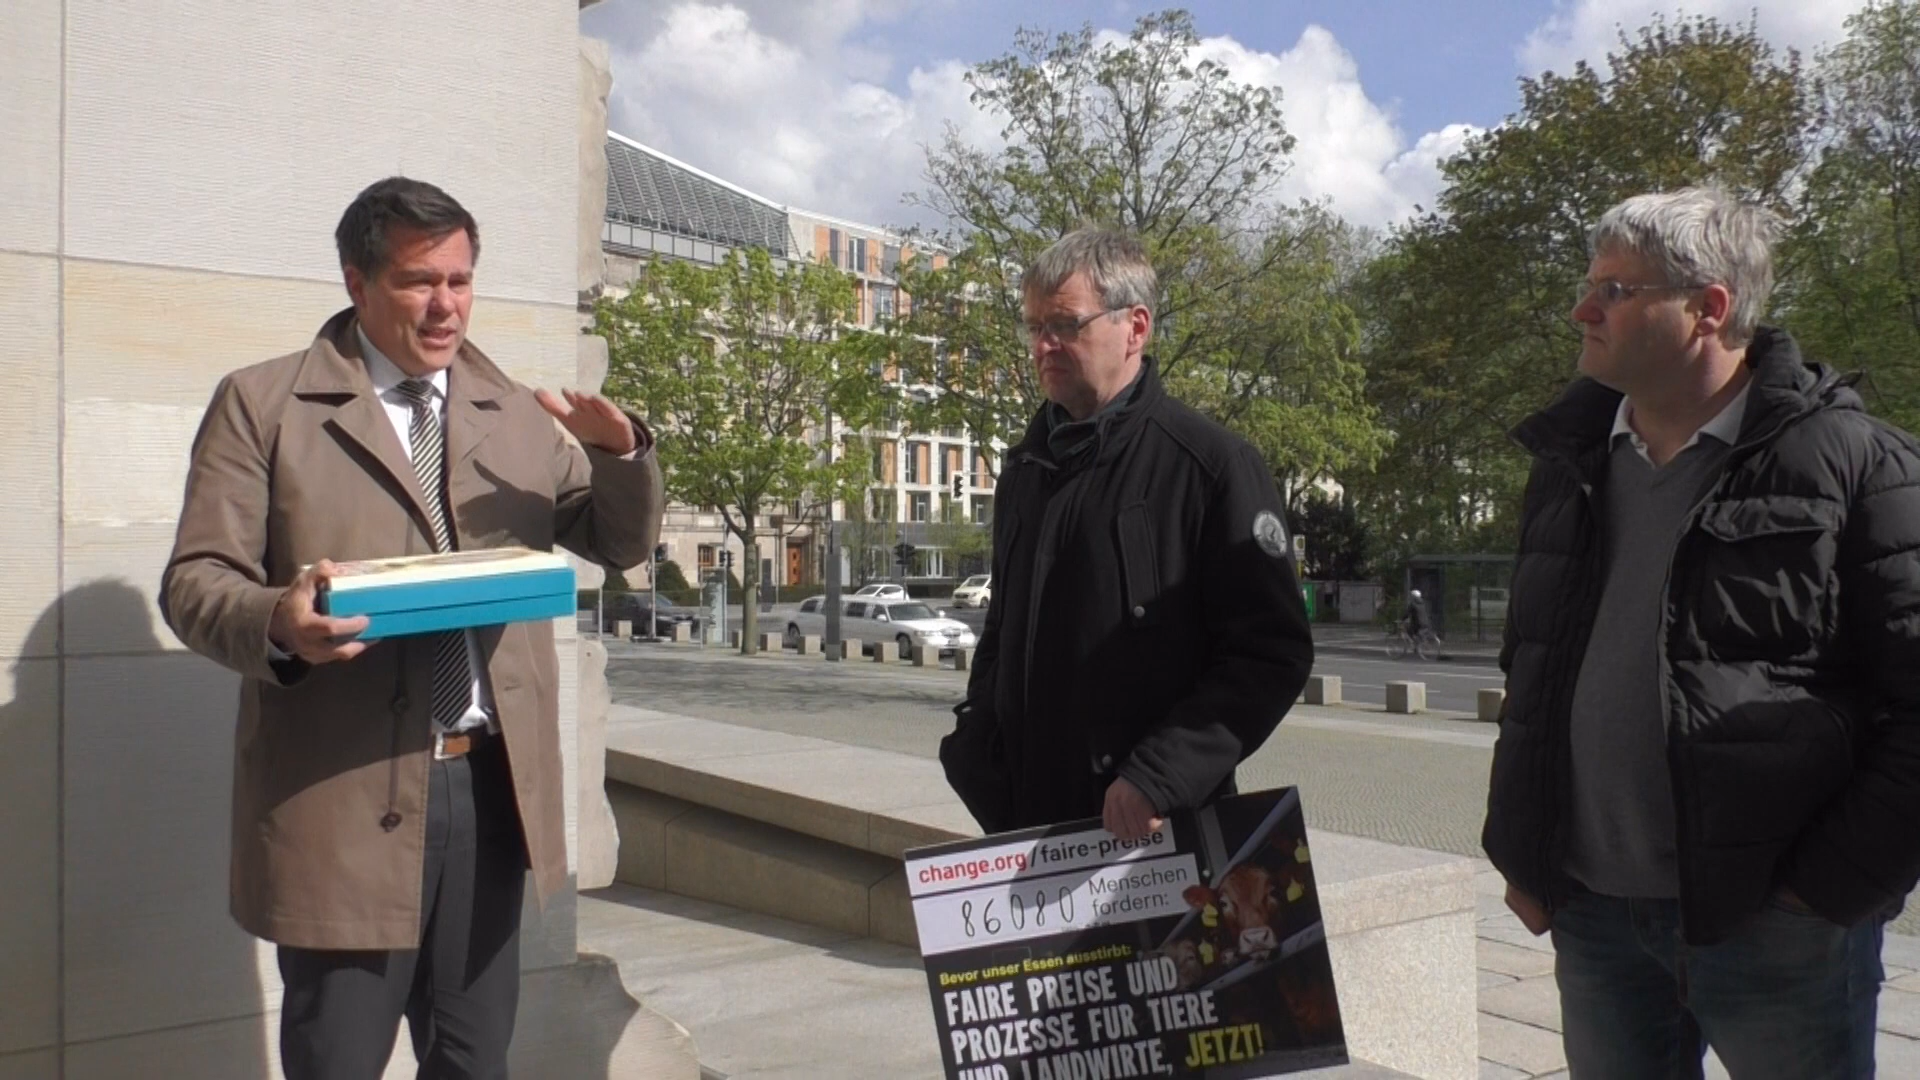 change.org/faire-preise
86080 Menschen
fordern:
Bevor unser Essen ausstirbt:
FAIRE PREISE UND
PROZESSE FÜR TIERE
UND LANDWIRTE, JETZT!